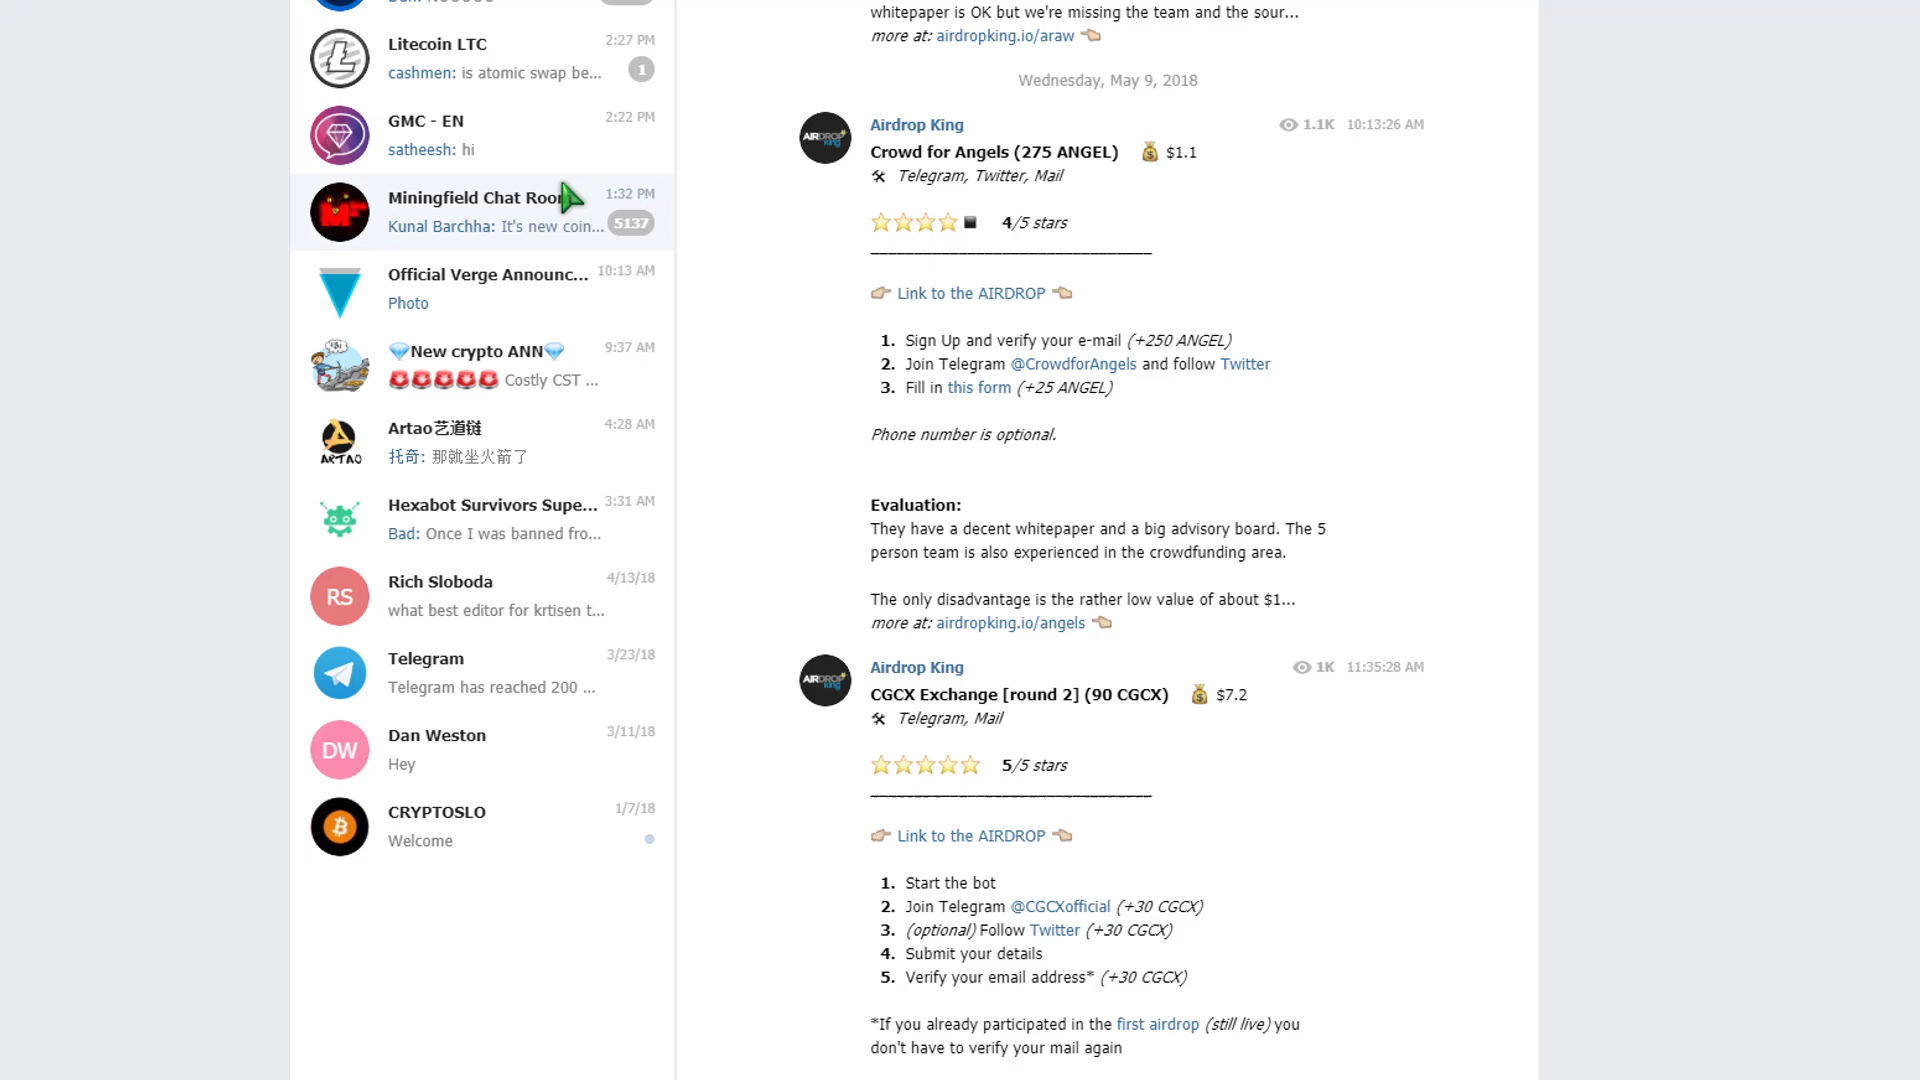 Litecoin LTC 2:27 PM
cashmen: is atomic swap be... 1
GMC - EN 2:22 PM
satheesh: hi
Miningfield Chat Roo 1:32 PM
MF
Kunal Barchha: It's new coin... 5137
Official Verge Announc... 10:13 AM
Photo
💎New crypto ANN💎 9:37 AM
🚨🚨🚨🚨🚨 Costly CST ...
Artao艺道链 4:28 AM
ARTAO
托奇: 那就坐火箭了
Hexabot Survivors Supe... 3:31 AM
Bad: Once I was banned fro...
RS
Rich Sloboda 4/13/18
what best editor for krtisen t...
Telegram 3/23/18
Telegram has reached 200 ...
DW
Dan Weston 3/11/18
Hey
CRYPTOSLO 1/7/18
Welcome
whitepaper is OK but we're missing the team and the sour...
more at: airdropking.io/araw 👈
Wednesday, May 9, 2018
AIRDROP king
Airdrop King 1.1K 10:13:26 AM
Crowd for Angels (275 ANGEL) 💰 $1.1
🛠 Telegram, Twitter, Mail
⭐⭐⭐⭐▪ 4/5 stars
________________________________
👉 Link to the AIRDROP 👈
1. Sign Up and verify your e-mail (+250 ANGEL)
2. Join Telegram @CrowdforAngels and follow Twitter
3. Fill in this form (+25 ANGEL)
Phone number is optional.
Evaluation:
They have a decent whitepaper and a big advisory board. The 5
person team is also experienced in the crowdfunding area.
The only disadvantage is the rather low value of about $1...
more at: airdropking.io/angels 👈
AIRDROP king
Airdrop King 1K 11:35:28 AM
CGCX Exchange [round 2] (90 CGCX) 💰 $7.2
🛠 Telegram, Mail
⭐⭐⭐⭐⭐ 5/5 stars
________________________________
👉 Link to the AIRDROP 👈
1. Start the bot
2. Join Telegram @CGCXofficial (+30 CGCX)
3. (optional) Follow Twitter (+30 CGCX)
4. Submit your details
5. Verify your email address* (+30 CGCX)
*If you already participated in the first airdrop (still live) you
don't have to verify your mail again